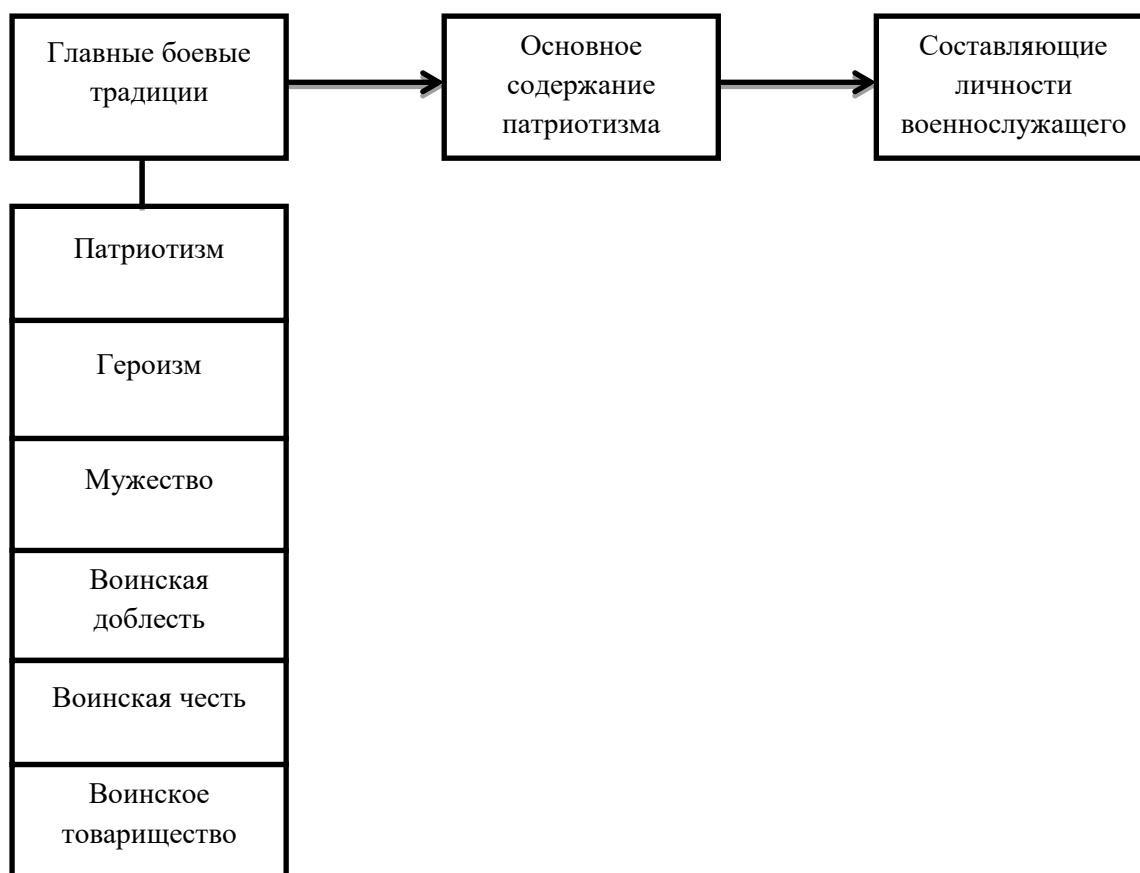 Главные боевые
традиции
Основное
содержание
патриотизма
Составляющие
личности
военнослужащего
Патриотизм
Героизм
Мужество
Воинская
доблесть
Воинская честь
Воинское
товарищество